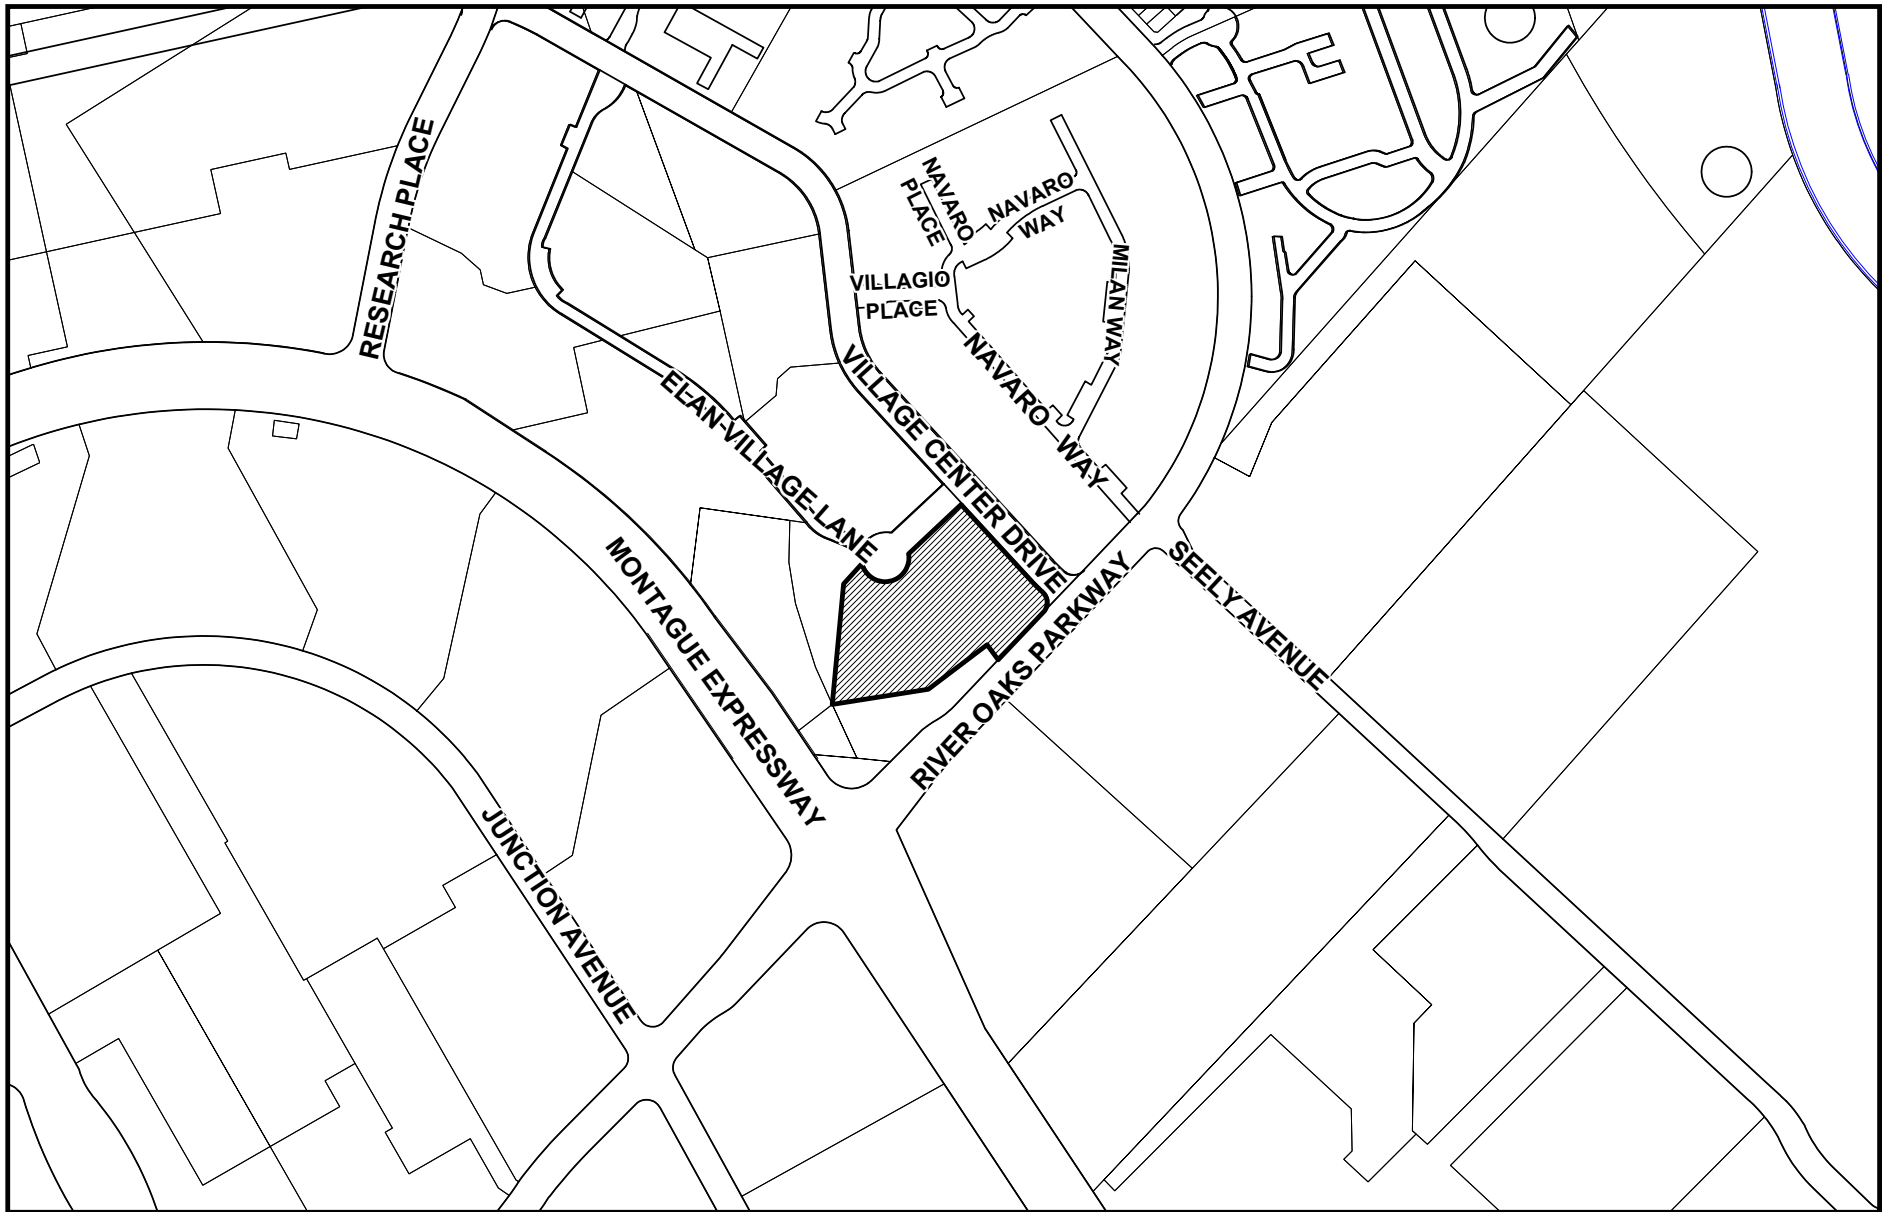 RESEARCH PLACE
NAVARO
PLACE
NAVARO
WAY
VILLAGIO
PLACE
MILAN WAY
NAVARO WAY
VILLAGE CENTER DRIVE
ELAN VILLAGE LANE
MONTAGUE EXPRESSWAY
RIVER OAKS PARKWAY
SEELY AVENUE
JUNCTION AVENUE